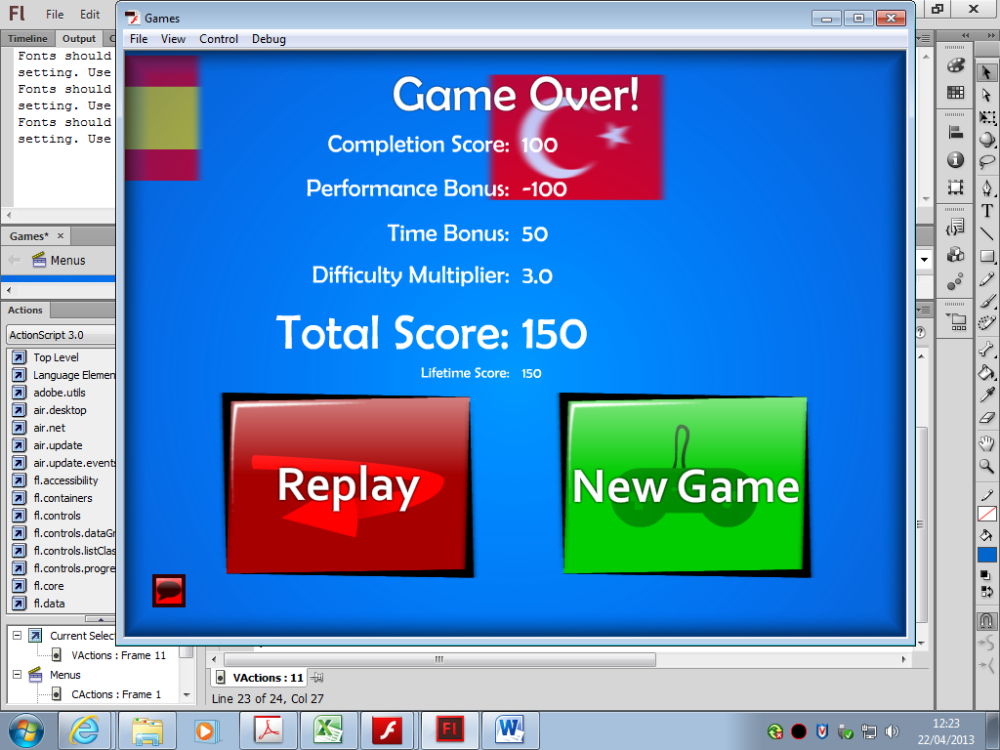 Fl File Edit
Games
File View Control Debug
Timeline Output
Fonts should
setting. Use
Fonts should
setting. Use
Fonts should
setting. Use
Game Over!
Completion Score: 100
Performance Bonus: -100
Time Bonus: 50
Difficulty Multiplier: 3.0
Total Score: 150
Lifetime Score: 150
Replay
New Game
Games*
Menus
Actions
ActionScript 3.0
Top Level
Language Elemen
adobe.utils
air.desktop
air.net
air.update
air.update.events
fl.accessibility
fl.containers
fl.controls
fl.controls.dataGr
fl.controls.listClas
fl.controls.progre
fl.core
fl.data
Current Selec
VActions : Frame 11
Menus
CActions : Frame 1
VActions : 11
Line 23 of 24, Col 27
T
12:23
22/04/2013